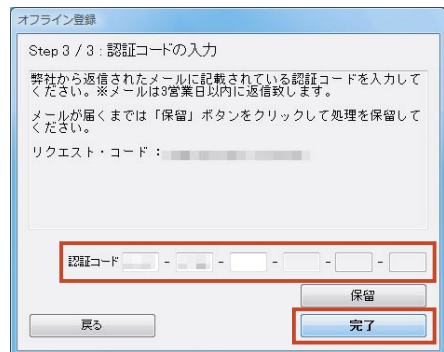 オフライン登録
Step 3 / 3 : 認証コードの入力
弊社から返信されたメールに記載されている認証コードを入力して
ください。※メールは3営業日以内に返信致します。
メールが届くまでは「保留」ボタンをクリックして処理を保留して
ください。
リクエスト・コード :
認証コード - - - - -
保留
戻る 完了